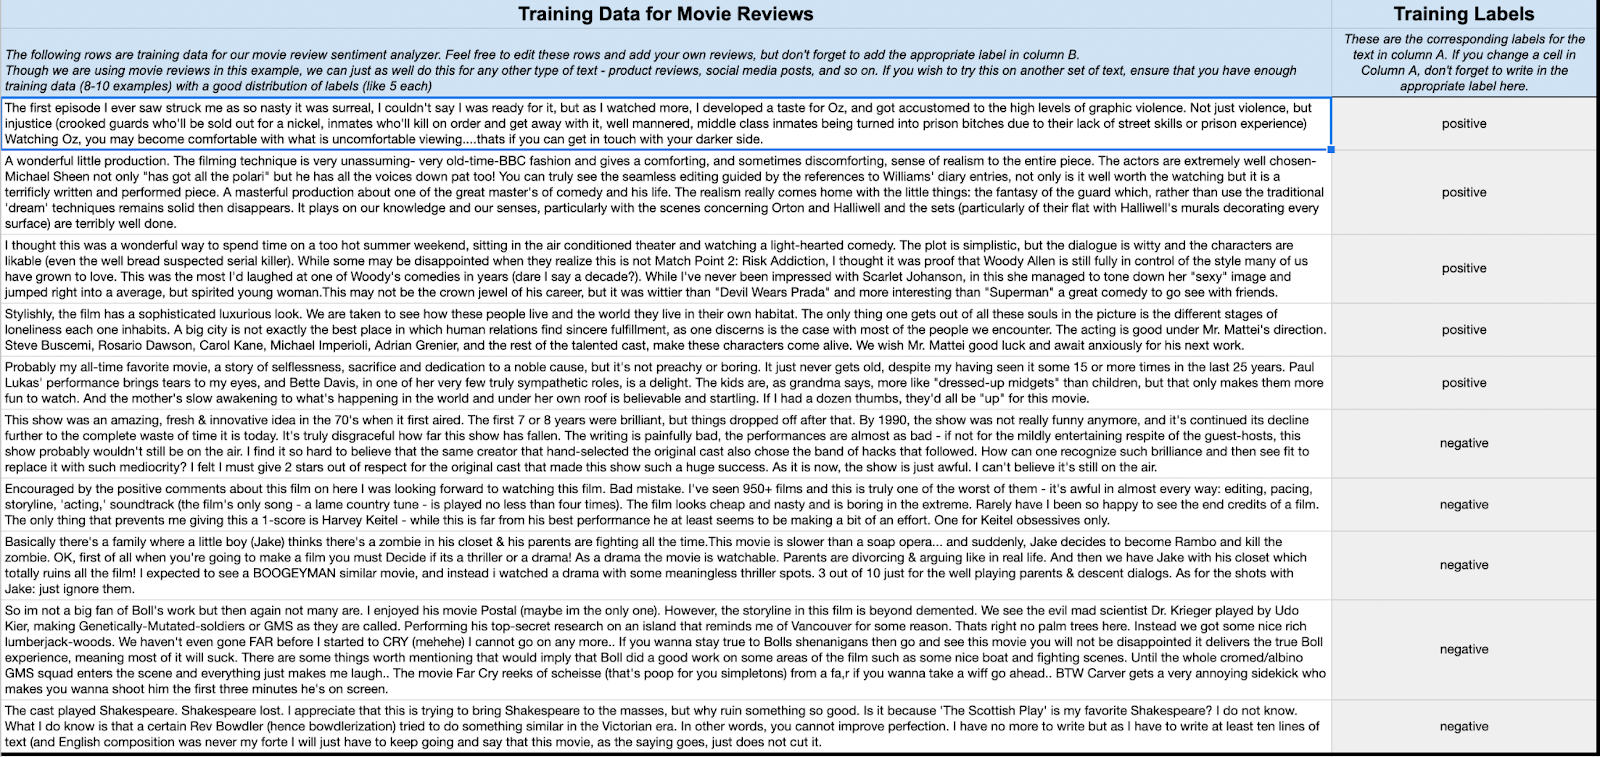 Training Data for Movie Reviews
Training Labels
The following rows are training data for our movie review sentiment analyzer. Feel free to edit these rows and add your own reviews, but don't forget to add the appropriate label in column B.
Though we are using movie reviews in this example, we can just as well do this for any other type of text - product reviews, social media posts, and so on. If you wish to try this on another set of text, ensure that you have enough
training data (8-10 examples) with a good distribution of labels (like 5 each)
These are the corresponding labels for the
text in column A. If you change a cell in
Column A, don't forget to write in the
appropriate label here.
The first episode I ever saw struck me as so nasty it was surreal, I couldn't say I was ready for it, but as I watched more, I developed a taste for Oz, and got accustomed to the high levels of graphic violence. Not just violence, but
injustice (crooked guards who'll be sold out for a nickel, inmates who'll kill on order and get away with it, well mannered, middle class inmates being turned into prison bitches due to their lack of street skills or prison experience)
Watching Oz, you may become comfortable with what is uncomfortable viewing....thats if you can get in touch with your darker side.
positive
A wonderful little production. The filming technique is very unassuming- very old-time-BBC fashion and gives a comforting, and sometimes discomforting, sense of realism to the entire piece. The actors are extremely well chosen-
Michael Sheen not only "has got all the polari" but he has all the voices down pat too! You can truly see the seamless editing guided by the references to Williams' diary entries, not only is it well worth the watching but it is a
terrificly written and performed piece. A masterful production about one of the great master's of comedy and his life. The realism really comes home with the little things: the fantasy of the guard which, rather than use the traditional
'dream' techniques remains solid then disappears. It plays on our knowledge and our senses, particularly with the scenes concerning Orton and Halliwell and the sets (particularly of their flat with Halliwell's murals decorating every
surface) are terribly well done.
positive
I thought this was a wonderful way to spend time on a too hot summer weekend, sitting in the air conditioned theater and watching a light-hearted comedy. The plot is simplistic, but the dialogue is witty and the characters are
likable (even the well bread suspected serial killer). While some may be disappointed when they realize this is not Match Point 2: Risk Addiction, I thought it was proof that Woody Allen is still fully in control of the style many of us
have grown to love. This was the most I'd laughed at one of Woody's comedies in years (dare I say a decade?). While I've never been impressed with Scarlet Johanson, in this she managed to tone down her "sexy" image and
jumped right into a average, but spirited young woman.This may not be the crown jewel of his career, but it was wittier than "Devil Wears Prada" and more interesting than "Superman" a great comedy to go see with friends.
positive
Stylishly, the film has a sophisticated luxurious look. We are taken to see how these people live and the world they live in their own habitat. The only thing one gets out of all these souls in the picture is the different stages of
loneliness each one inhabits. A big city is not exactly the best place in which human relations find sincere fulfillment, as one discerns is the case with most of the people we encounter. The acting is good under Mr. Mattei's direction.
Steve Buscemi, Rosario Dawson, Carol Kane, Michael Imperioli, Adrian Grenier, and the rest of the talented cast, make these characters come alive. We wish Mr. Mattei good luck and await anxiously for his next work.
positive
Probably my all-time favorite movie, a story of selflessness, sacrifice and dedication to a noble cause, but it's not preachy or boring. It just never gets old, despite my having seen it some 15 or more times in the last 25 years. Paul
Lukas' performance brings tears to my eyes, and Bette Davis, in one of her very few truly sympathetic roles, is a delight. The kids are, as grandma says, more like "dressed-up midgets" than children, but that only makes them more
fun to watch. And the mother's slow awakening to what's happening in the world and under her own roof is believable and startling. If I had a dozen thumbs, they'd all be "up" for this movie.
positive
This show was an amazing, fresh & innovative idea in the 70's when it first aired. The first 7 or 8 years were brilliant, but things dropped off after that. By 1990, the show was not really funny anymore, and it's continued its decline
further to the complete waste of time it is today. It's truly disgraceful how far this show has fallen. The writing is painfully bad, the performances are almost as bad - if not for the mildly entertaining respite of the guest-hosts, this
show probably wouldn't still be on the air. I find it so hard to believe that the same creator that hand-selected the original cast also chose the band of hacks that followed. How can one recognize such brilliance and then see fit to
replace it with such mediocrity? I felt I must give 2 stars out of respect for the original cast that made this show such a huge success. As it is now, the show is just awful. I can't believe it's still on the air.
negative
Encouraged by the positive comments about this film on here I was looking forward to watching this film. Bad mistake. I've seen 950+ films and this is truly one of the worst of them - it's awful in almost every way: editing, pacing,
storyline, 'acting,' soundtrack (the film's only song - a lame country tune - is played no less than four times). The film looks cheap and nasty and is boring in the extreme. Rarely have I been so happy to see the end credits of a film.
The only thing that prevents me giving this a 1-score is Harvey Keitel - while this is far from his best performance he at least seems to be making a bit of an effort. One for Keitel obsessives only.
negative
Basically there's a family where a little boy (Jake) thinks there's a zombie in his closet & his parents are fighting all the time.This movie is slower than a soap opera... and suddenly, Jake decides to become Rambo and kill the
zombie. OK, first of all when you're going to make a film you must Decide if its a thriller or a drama! As a drama the movie is watchable. Parents are divorcing & arguing like in real life. And then we have Jake with his closet which
totally ruins all the film! I expected to see a BOOGEYMAN similar movie, and instead i watched a drama with some meaningless thriller spots. 3 out of 10 just for the well playing parents & descent dialogs. As for the shots with
Jake: just ignore them.
negative
So im not a big fan of Boll's work but then again not many are. I enjoyed his movie Postal (maybe im the only one). However, the storyline in this film is beyond demented. We see the evil mad scientist Dr. Krieger played by Udo
Kier, making Genetically-Mutated-soldiers or GMS as they are called. Performing his top-secret research on an island that reminds me of Vancouver for some reason. Thats right no palm trees here. Instead we got some nice rich
lumberjack-woods. We haven't even gone FAR before I started to CRY (mehehe) I cannot go on any more.. If you wanna stay true to Bolls shenanigans then go and see this movie you will not be disappointed it delivers the true Boll
experience, meaning most of it will suck. There are some things worth mentioning that would imply that Boll did a good work on some areas of the film such as some nice boat and fighting scenes. Until the whole cromed/albino
GMS squad enters the scene and everything just makes me laugh.. The movie Far Cry reeks of scheisse (that's poop for you simpletons) from a fa,r if you wanna take a wiff go ahead.. BTW Carver gets a very annoying sidekick who
makes you wanna shoot him the first three minutes he's on screen.
negative
The cast played Shakespeare. Shakespeare lost. I appreciate that this is trying to bring Shakespeare to the masses, but why ruin something so good. Is it because 'The Scottish Play' is my favorite Shakespeare? I do not know.
What I do know is that a certain Rev Bowdler (hence bowdlerization) tried to do something similar in the Victorian era. In other words, you cannot improve perfection. I have no more to write but as I have to write at least ten lines of
text (and English composition was never my forte I will just have to keep going and say that this movie, as the saying goes, just does not cut it.
negative